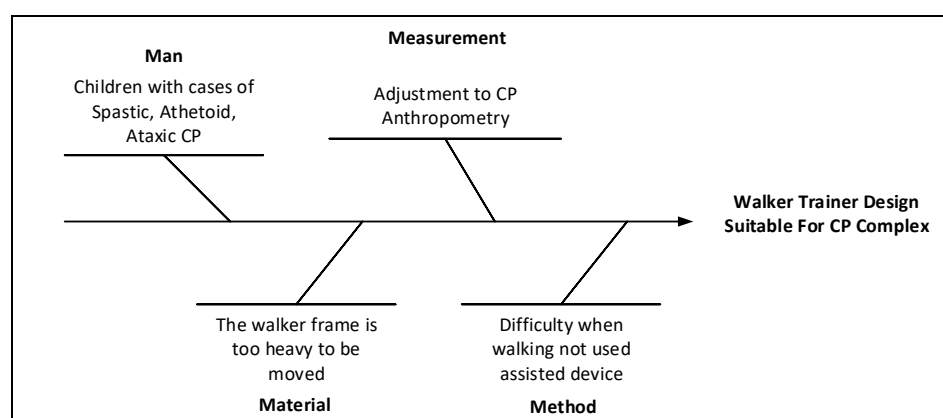 Man
Children with cases of
Spastic, Athetoid,
Ataxic CP
Measurement
Adjustment to CP
Anthropometry
Walker Trainer Design
Suitable For CP Complex
The walker frame is
too heavy to be
moved
Material
Difficulty when
walking not used
assisted device
Method